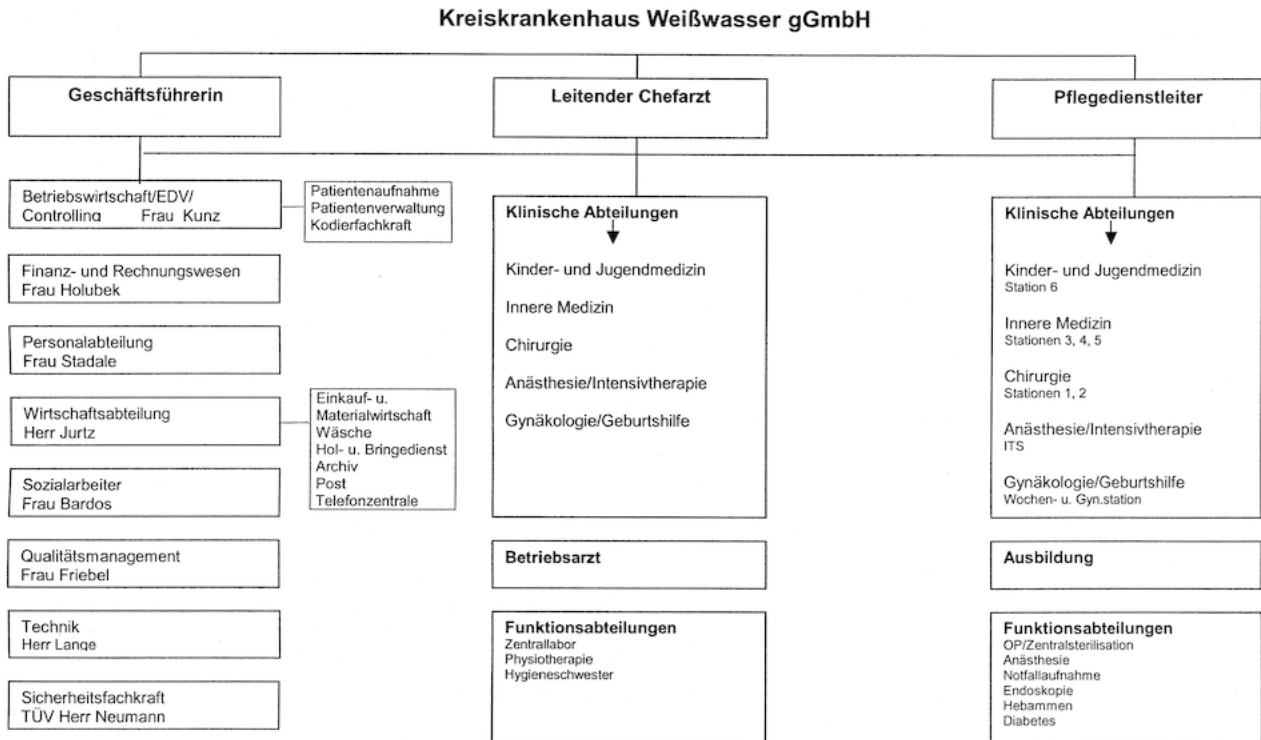 Kreiskrankenhaus Weißwasser gGmbH
Geschäftsführerin
Leitender Chefarzt
Pflegedienstleiter
Betriebswirtschaft/EDV/
Controlling Frau Kunz
Patientenaufnahme
Patientenverwaltung
Kodierfachkraft
Finanz- und Rechnungswesen
Frau Holubek
Personalabteilung
Frau Stadale
Wirtschaftsabteilung
Herr Jurtz
Einkauf- u.
Materialwirtschaft
Wäsche
Hol- u. Bringedienst
Archiv
Post
Telefonzentrale
Sozialarbeiter
Frau Bardos
Qualitätsmanagement
Frau Friebel
Technik
Herr Lange
Sicherheitsfachkraft
TÜV Herr Neumann
Klinische Abteilungen
Kinder- und Jugendmedizin
Innere Medizin
Chirurgie
Anästhesie/Intensivtherapie
Gynäkologie/Geburtshilfe
Betriebsarzt
Funktionsabteilungen
Zentrallabor
Physiotherapie
Hygieneschwester
Klinische Abteilungen
Kinder- und Jugendmedizin
Station 6
Innere Medizin
Stationen 3, 4, 5
Chirurgie
Stationen 1, 2
Anästhesie/Intensivtherapie
ITS
Gynäkologie/Geburtshilfe
Wochen- u. Gyn.station
Ausbildung
Funktionsabteilungen
OP/Zentralsterilisation
Anästhesie
Notfallaufnahme
Endoskopie
Hebammen
Diabetes